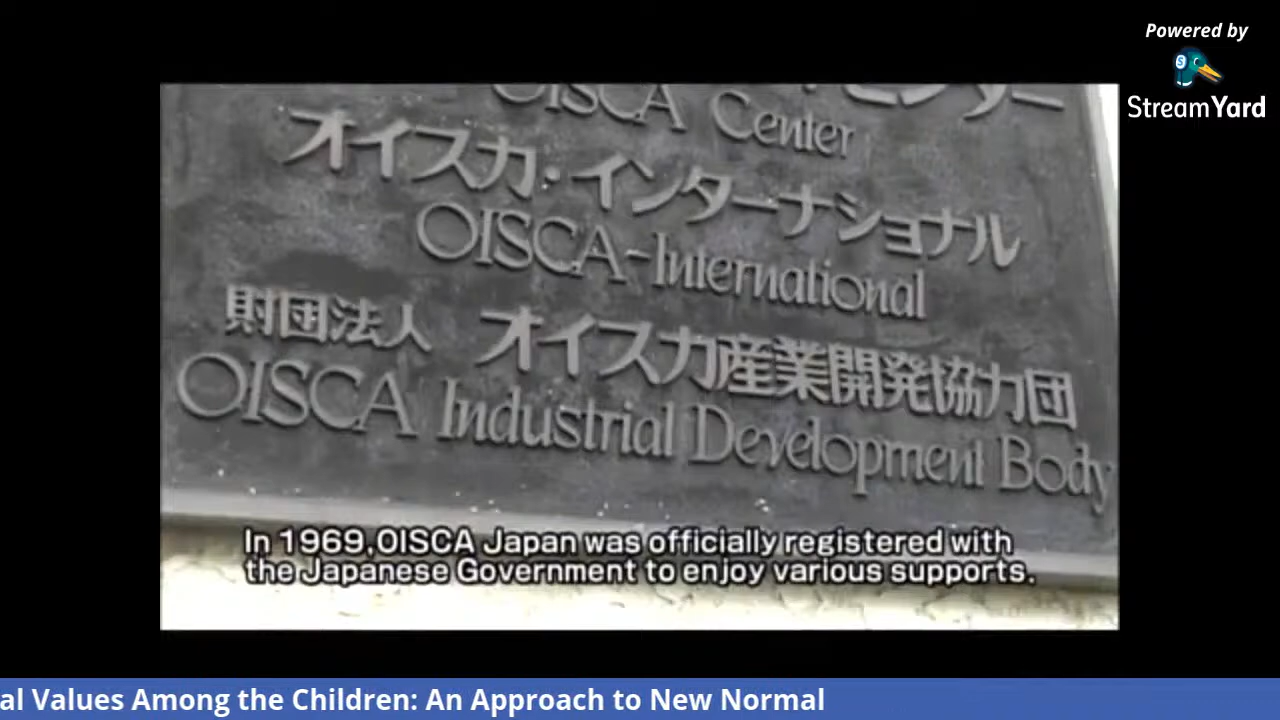 Powered by
StreamYard
OISCA Center
オイスカ・インターナショナル
OISCA-International
財団法人 オイスカ産業開発協力団
OISCA Industrial Development Body
In 1969,OISCA Japan was officially registered with
the Japanese Government to enjoy various supports.
al Values Among the Children: An Approach to New Normal